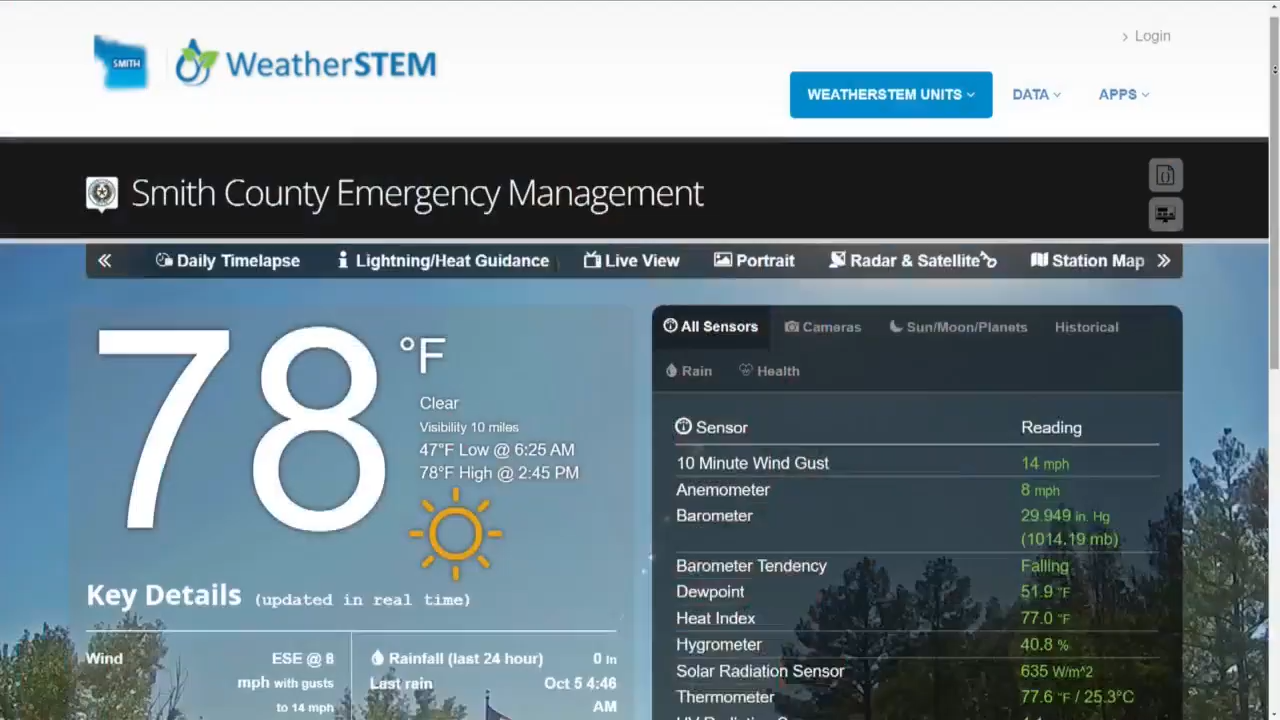 Login
SMITH
WeatherSTEM
WEATHERSTEM UNITS
DATA
APPS
Smith County Emergency Management
Daily Timelapse
Lightning/Heat Guidance
Live View
Portrait
Radar & Satellite
Station Map
78 °F
Clear
Visibility 10 miles
47°F Low @ 6:25 AM
78°F High @ 2:45 PM
Key Details (updated in real time)
Wind ESE @ 8
mph with gusts
to 14 mph
Rainfall (last 24 hour) 0 In
Last rain Oct 5 4:46
AM
All Sensors Cameras Sun/Moon/Planets Historical
Rain Health
Sensor Reading
10 Minute Wind Gust 14 mph
Anemometer 8 mph
Barometer 29.949 in. Hg
(1014.19 mb)
Barometer Tendency Falling
Dewpoint 51.9 °F
Heat Index 77.0 °F
Hygrometer 40.8 %
Solar Radiation Sensor 635 W/m^2
Thermometer 77.6 °F / 25.3°C